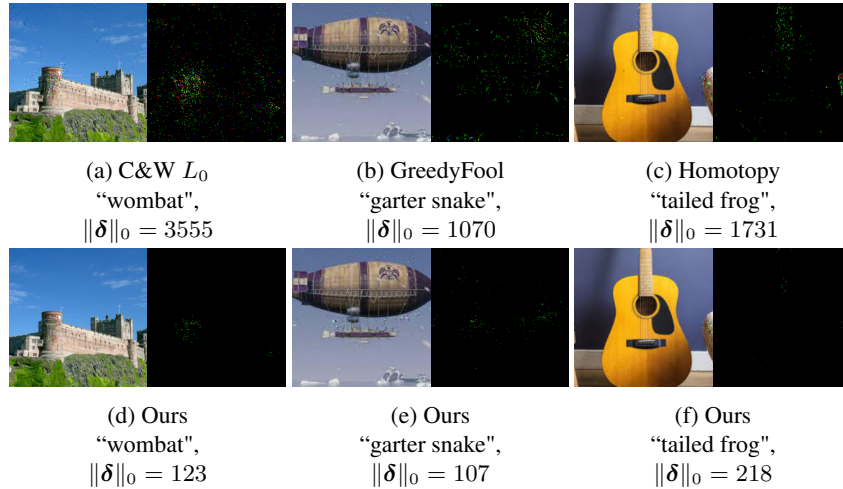 (a) C&W L₀
“wombat",
‖δ‖₀ = 3555
(b) GreedyFool
“garter snake",
‖δ‖₀ = 1070
(c) Homotopy
“tailed frog",
‖δ‖₀ = 1731
(d) Ours
“wombat",
‖δ‖₀ = 123
(e) Ours
“garter snake",
‖δ‖₀ = 107
(f) Ours
“tailed frog",
‖δ‖₀ = 218